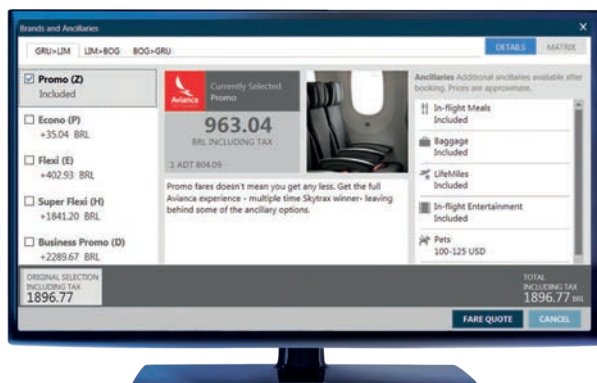 Brands and Ancillaries
X
GRU>LIM LIM>BOG BOG>GRU
DETAILS MATRIX
Promo (Z)
Included
Econo (P)
+35.04 BRL
Flexi (E)
+402.93 BRL
Super Flexi (H)
+1841.20 BRL
Business Promo (D)
+2289.67 BRL
Avianca
Currently Selected
Promo
963.04
BRL INCLUDING TAX
1 ADT 804.09
Promo fares doesn't mean you get any less. Get the full
Avianca experience - multiple time Skytrax winner- leaving
behind some of the ancillary options.
Ancillaries Additional ancillaries available after
booking. Prices are approximate.
In-flight Meals
Included
Baggage
Included
LifeMiles
Included
In-flight Entertainment
Included
Pets
100-125 USD
ORIGINAL SELECTION
INCLUDING TAX
1896.77
TOTAL
INCLUDING TAX
1896.77 BRL
FARE QUOTE CANCEL